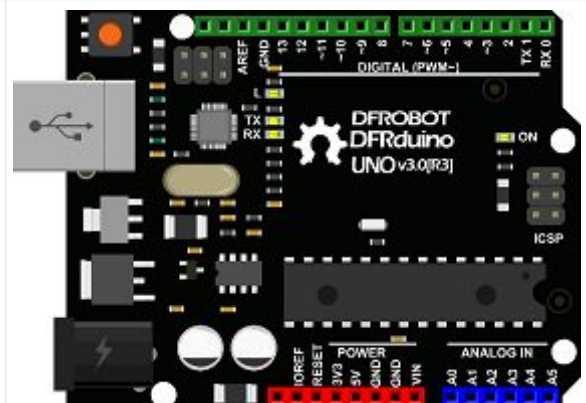 AREF
GND
13
12
~11
~10
~9
8
7
~6
~5
4
~3
2
TX 1
RX 0
DIGITAL (PWM~)
L
TX
RX
DFROBOT
DFRduino
UNO v3.0[R3]
ON
ICSP
POWER
ANALOG IN
IOREF
RESET
3V3
5V
GND
GND
VIN
A0
A1
A2
A3
A4
A5